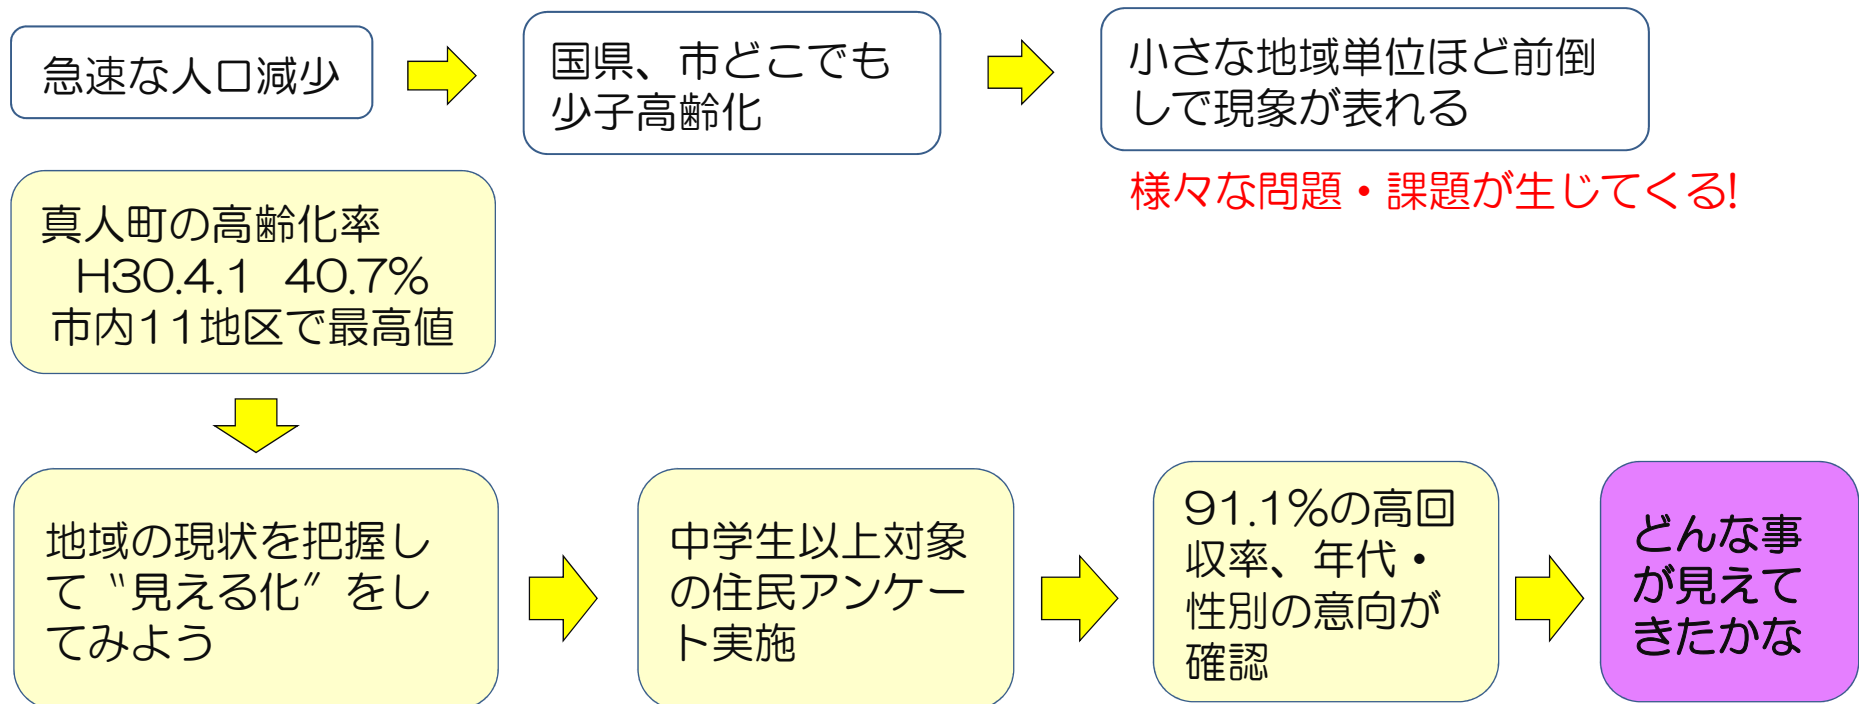 急速な人口減少
国県、市どこでも
少子高齢化
小さな地域単位ほど前倒
しで現象が表れる
様々な問題・課題が生じてくる!
真人町の高齢化率
H30.4.1 40.7%
市内11地区で最高値
地域の現状を把握し
て〝見える化〞をし
てみよう
中学生以上対象
の住民アンケー
ト実施
91.1%の高回
収率、年代・
性別の意向が
確認
どんな事
が見えて
きたかな